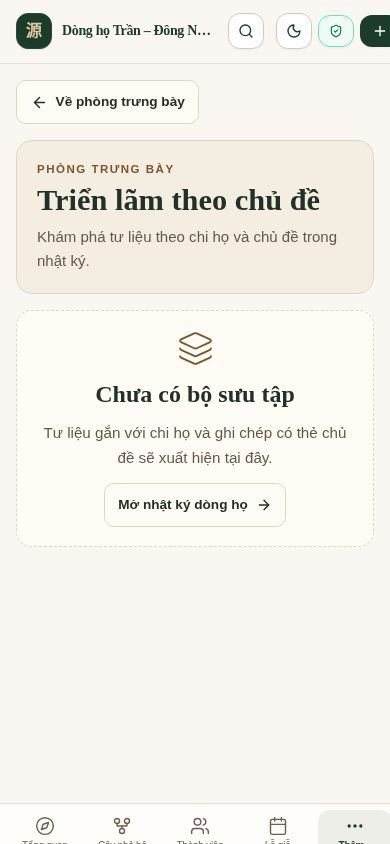 源
Dòng họ Trần – Đông N…
Về phòng trưng bày
PHÒNG TRƯNG BÀY
Triển lãm theo chủ đề
Khám phá tư liệu theo chi họ và chủ đề trong
nhật ký.
Chưa có bộ sưu tập
Tư liệu gắn với chi họ và ghi chép có thẻ chủ
đề sẽ xuất hiện tại đây.
Mở nhật ký dòng họ